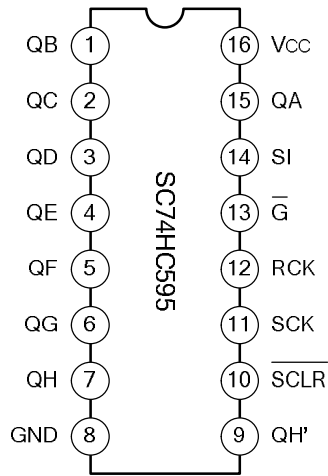 QB 1 16 VCC
QC 2 15 QA
QD 3 14 SI
QE 4 13 G̅
QF 5 12 RCK
QG 6 11 SCK
QH 7 10 S̅C̅L̅R̅
GND 8 9 QH'
SC74HC595